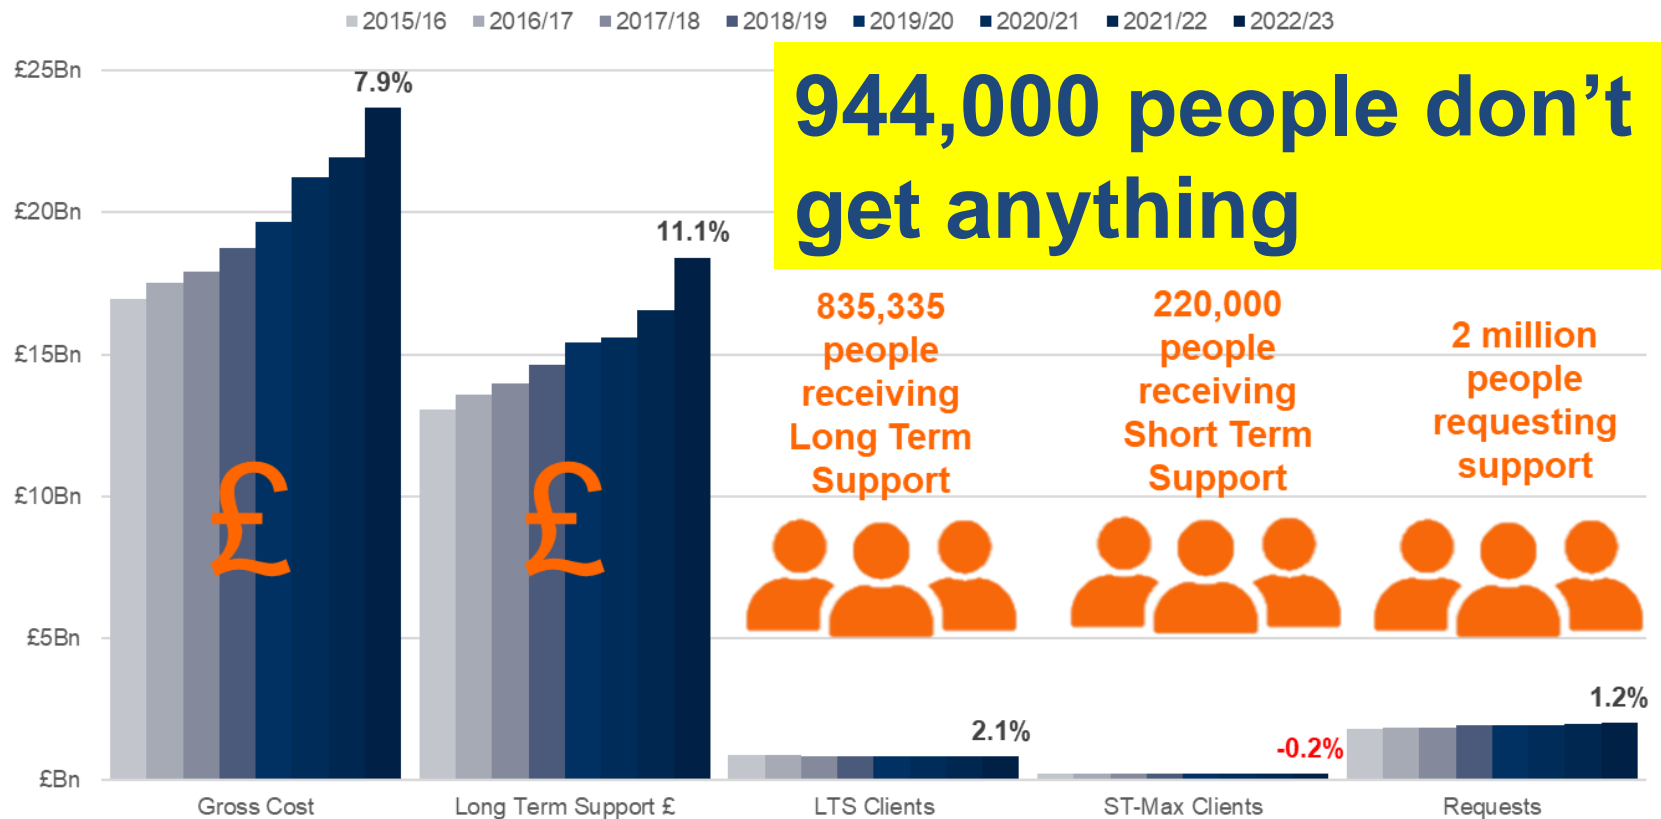 2015/16 2016/17 2017/18 2018/19 2019/20 2020/21 2021/22 2022/23
£25Bn
£20Bn
£15Bn
£10Bn
£5Bn
£Bn
7.9%
11.1%
944,000 people don’t
get anything
835,335
people
receiving
Long Term
Support
220,000
people
receiving
Short Term
Support
2 million
people
requesting
support
£
£
2.1%
-0.2%
1.2%
Gross Cost
Long Term Support £
LTS Clients
ST-Max Clients
Requests